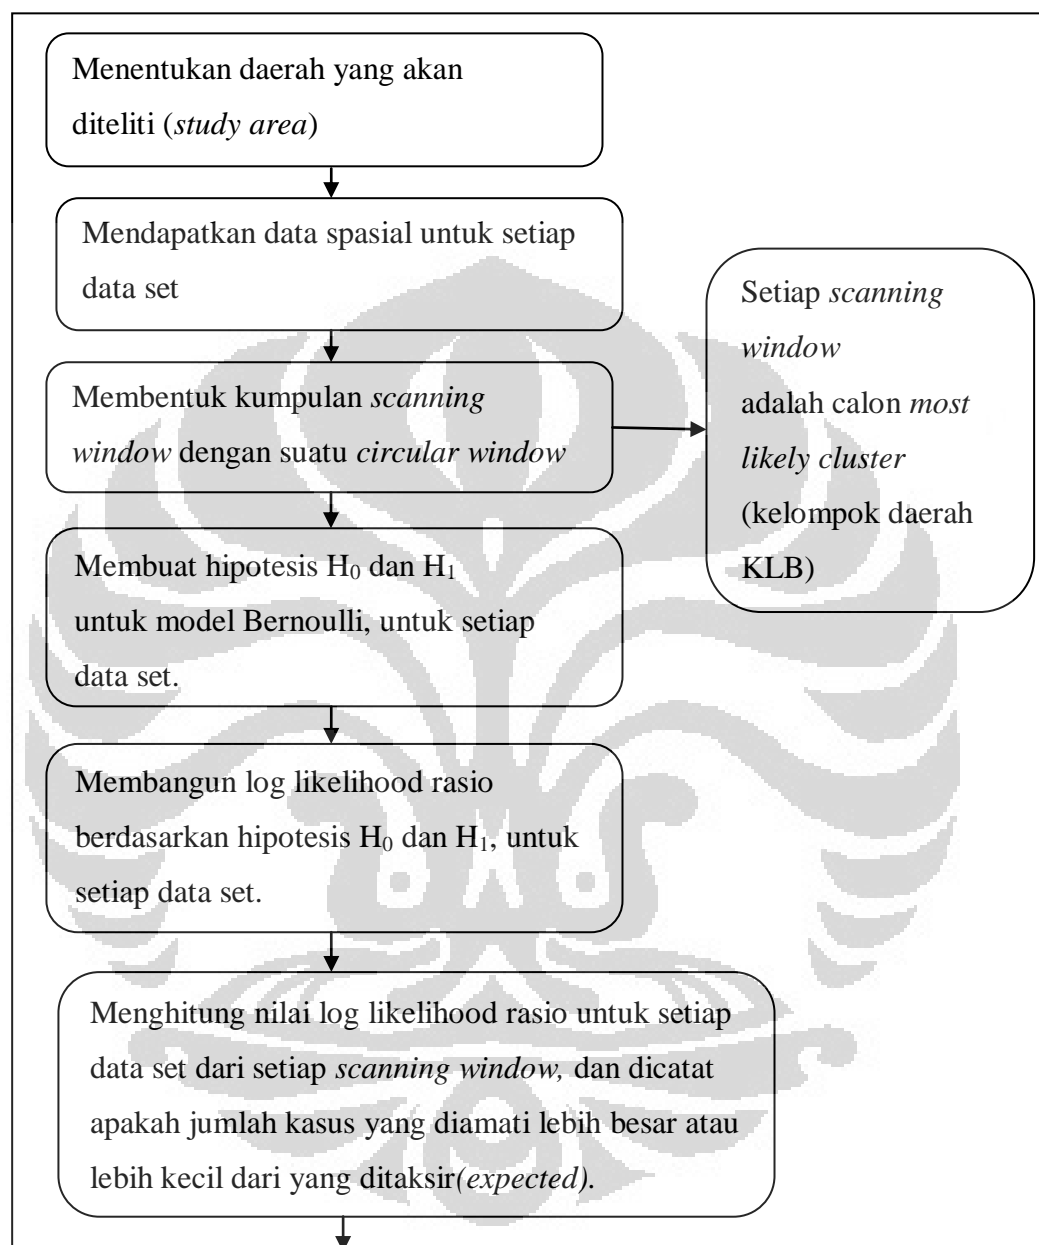 Menentukan daerah yang akan
diteliti (study area)
Mendapatkan data spasial untuk setiap
data set
Membentuk kumpulan scanning
window dengan suatu circular window
Setiap scanning
window
adalah calon most
likely cluster
(kelompok daerah
KLB)
Membuat hipotesis H₀ dan H₁
untuk model Bernoulli, untuk setiap
data set.
Membangun log likelihood rasio
berdasarkan hipotesis H₀ dan H₁, untuk
setiap data set.
Menghitung nilai log likelihood rasio untuk setiap
data set dari setiap scanning window, dan dicatat
apakah jumlah kasus yang diamati lebih besar atau
lebih kecil dari yang ditaksir(expected).